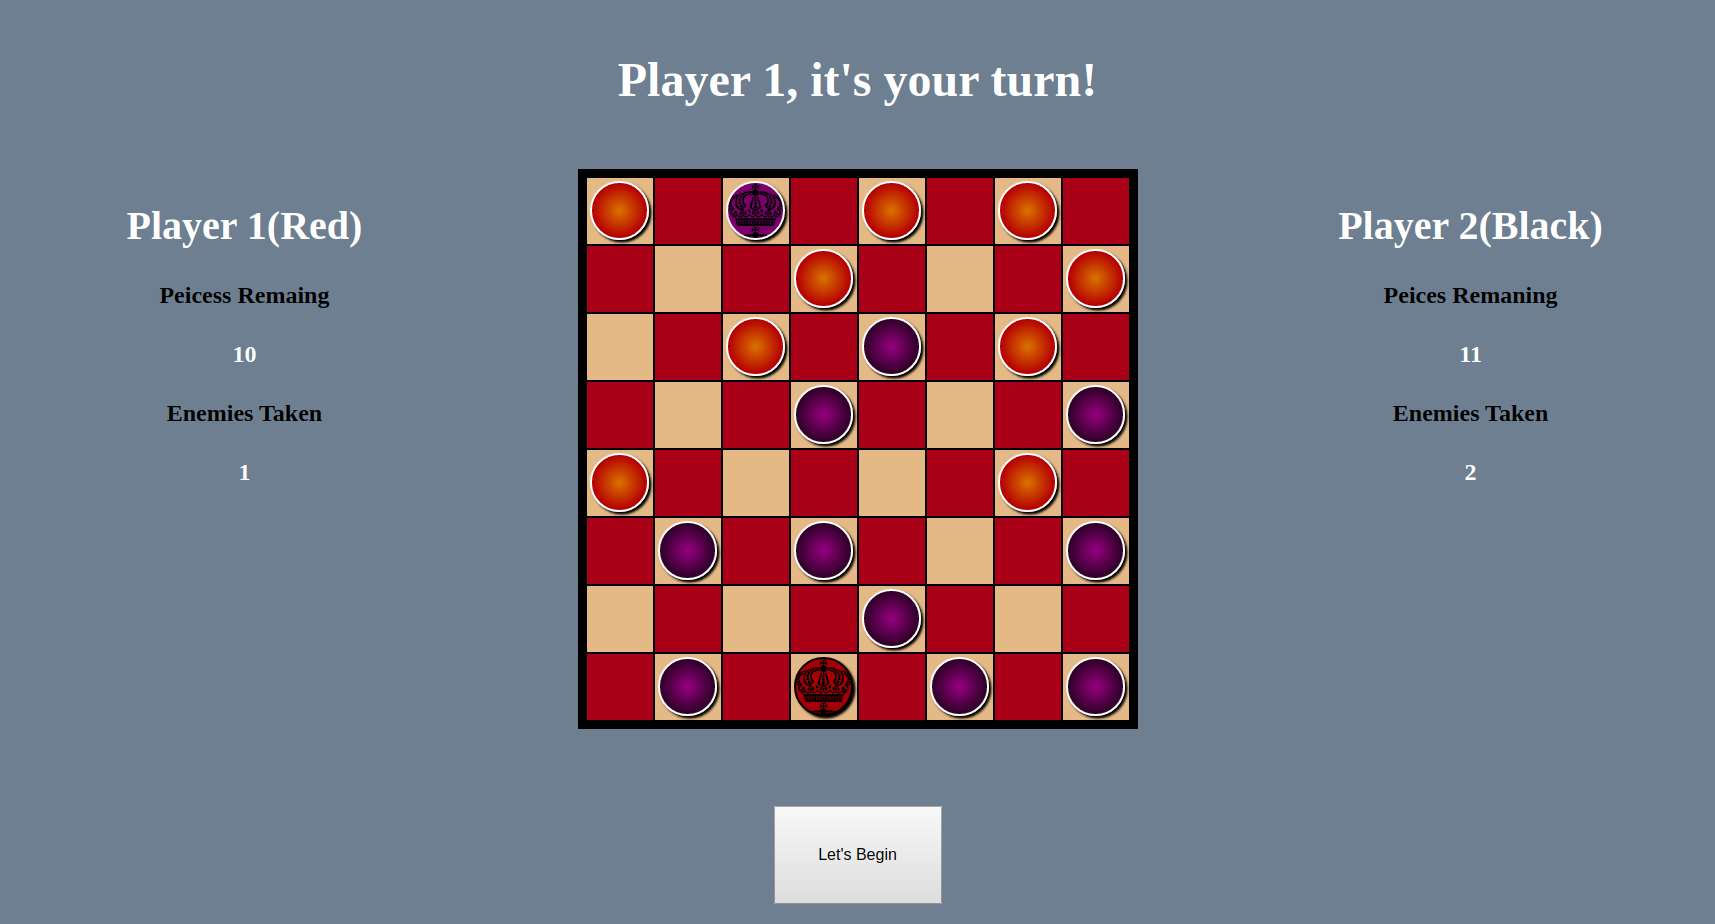 Player 1, it's your turn!
Player 1(Red)
Peicess Remaing
10
Enemies Taken
1
Player 2(Black)
Peices Remaning
11
Enemies Taken
2
Let's Begin